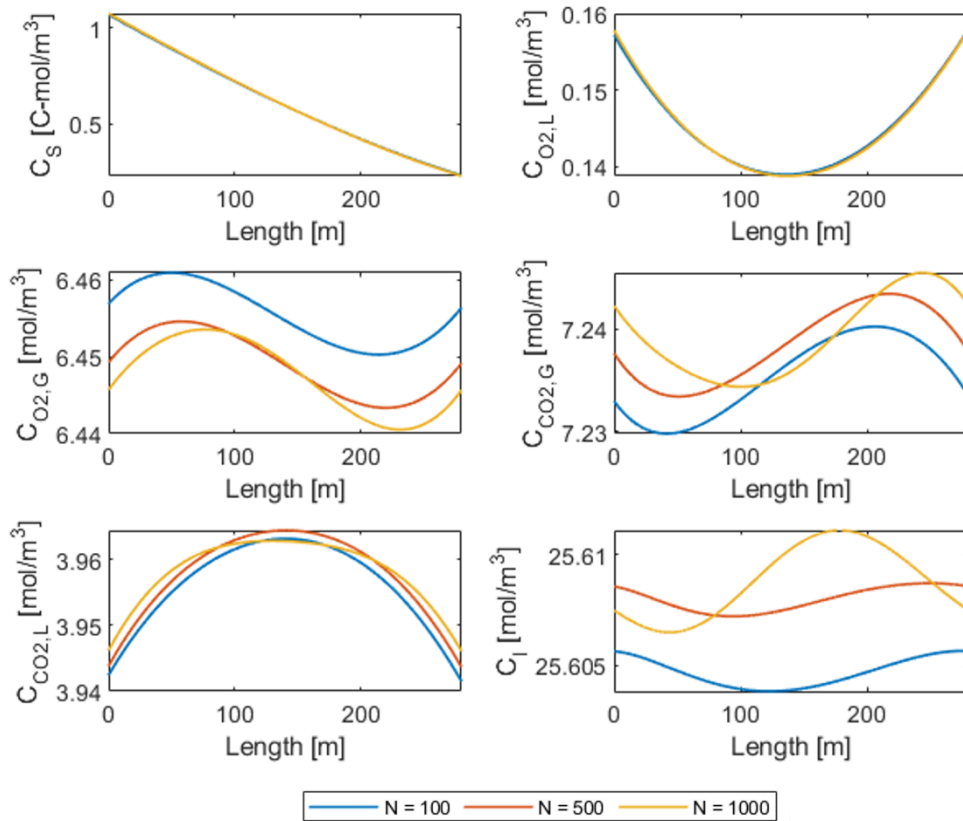 C_S [C-mol/m^3]
1
0.5
0 100 200
Length [m]
C_O2,L [mol/m^3]
0.16
0.15
0.14
0 100 200
Length [m]
C_O2,G [mol/m^3]
6.46
6.45
6.44
0 100 200
Length [m]
C_CO2,G [mol/m^3]
7.24
7.23
0 100 200
Length [m]
C_CO2,L [mol/m^3]
3.96
3.95
3.94
0 100 200
Length [m]
C_I [mol/m^3]
25.61
25.605
0 100 200
Length [m]
N = 100 N = 500 N = 1000